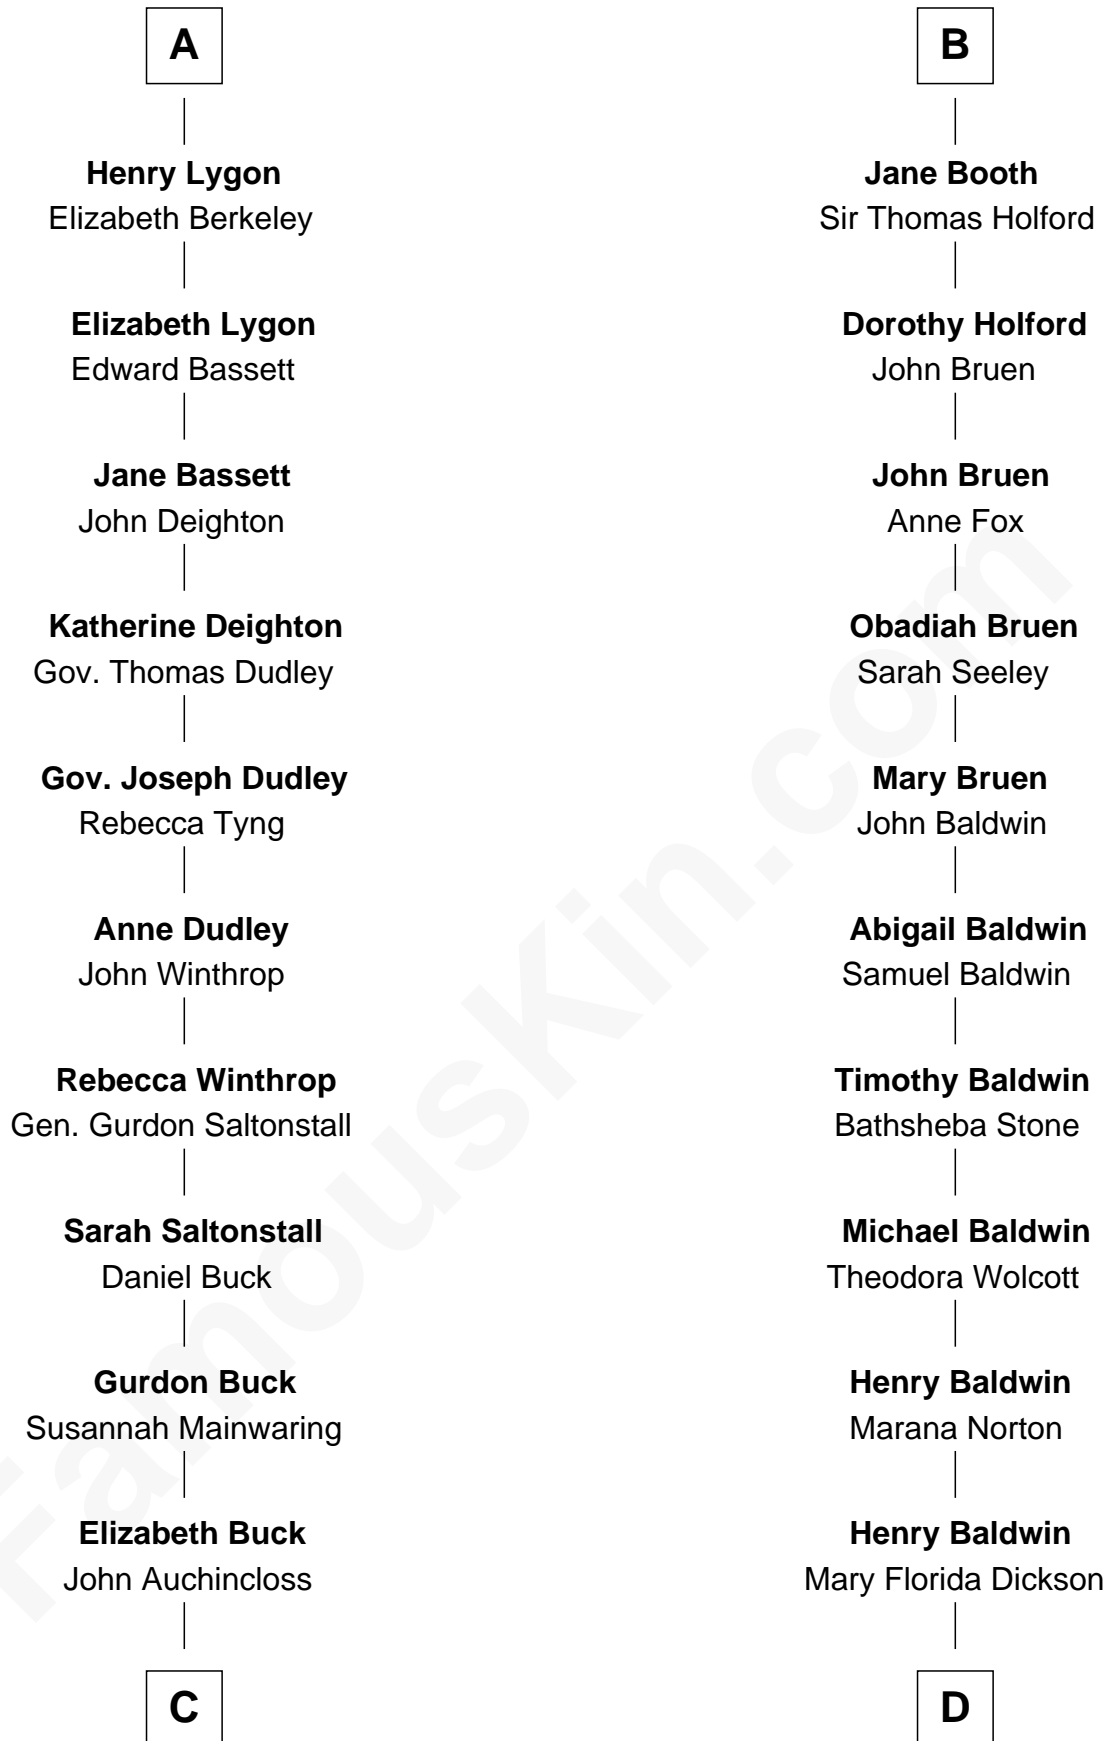 A
Henry Lygon
Elizabeth Berkeley
Elizabeth Lygon
Edward Bassett
Jane Bassett
John Deighton
Katherine Deighton
Gov. Thomas Dudley
Gov. Joseph Dudley
Rebecca Tyng
Anne Dudley
John Winthrop
Rebecca Winthrop
Gen. Gurdon Saltonstall
Sarah Saltonstall
Daniel Buck
Gurdon Buck
Susannah Mainwaring
Elizabeth Buck
John Auchincloss
C
B
Jane Booth
Sir Thomas Holford
Dorothy Holford
John Bruen
John Bruen
Anne Fox
Obadiah Bruen
Sarah Seeley
Mary Bruen
John Baldwin
Abigail Baldwin
Samuel Baldwin
Timothy Baldwin
Bathsheba Stone
Michael Baldwin
Theodora Wolcott
Henry Baldwin
Marana Norton
Henry Baldwin
Mary Florida Dickson
D
FamousKin.com